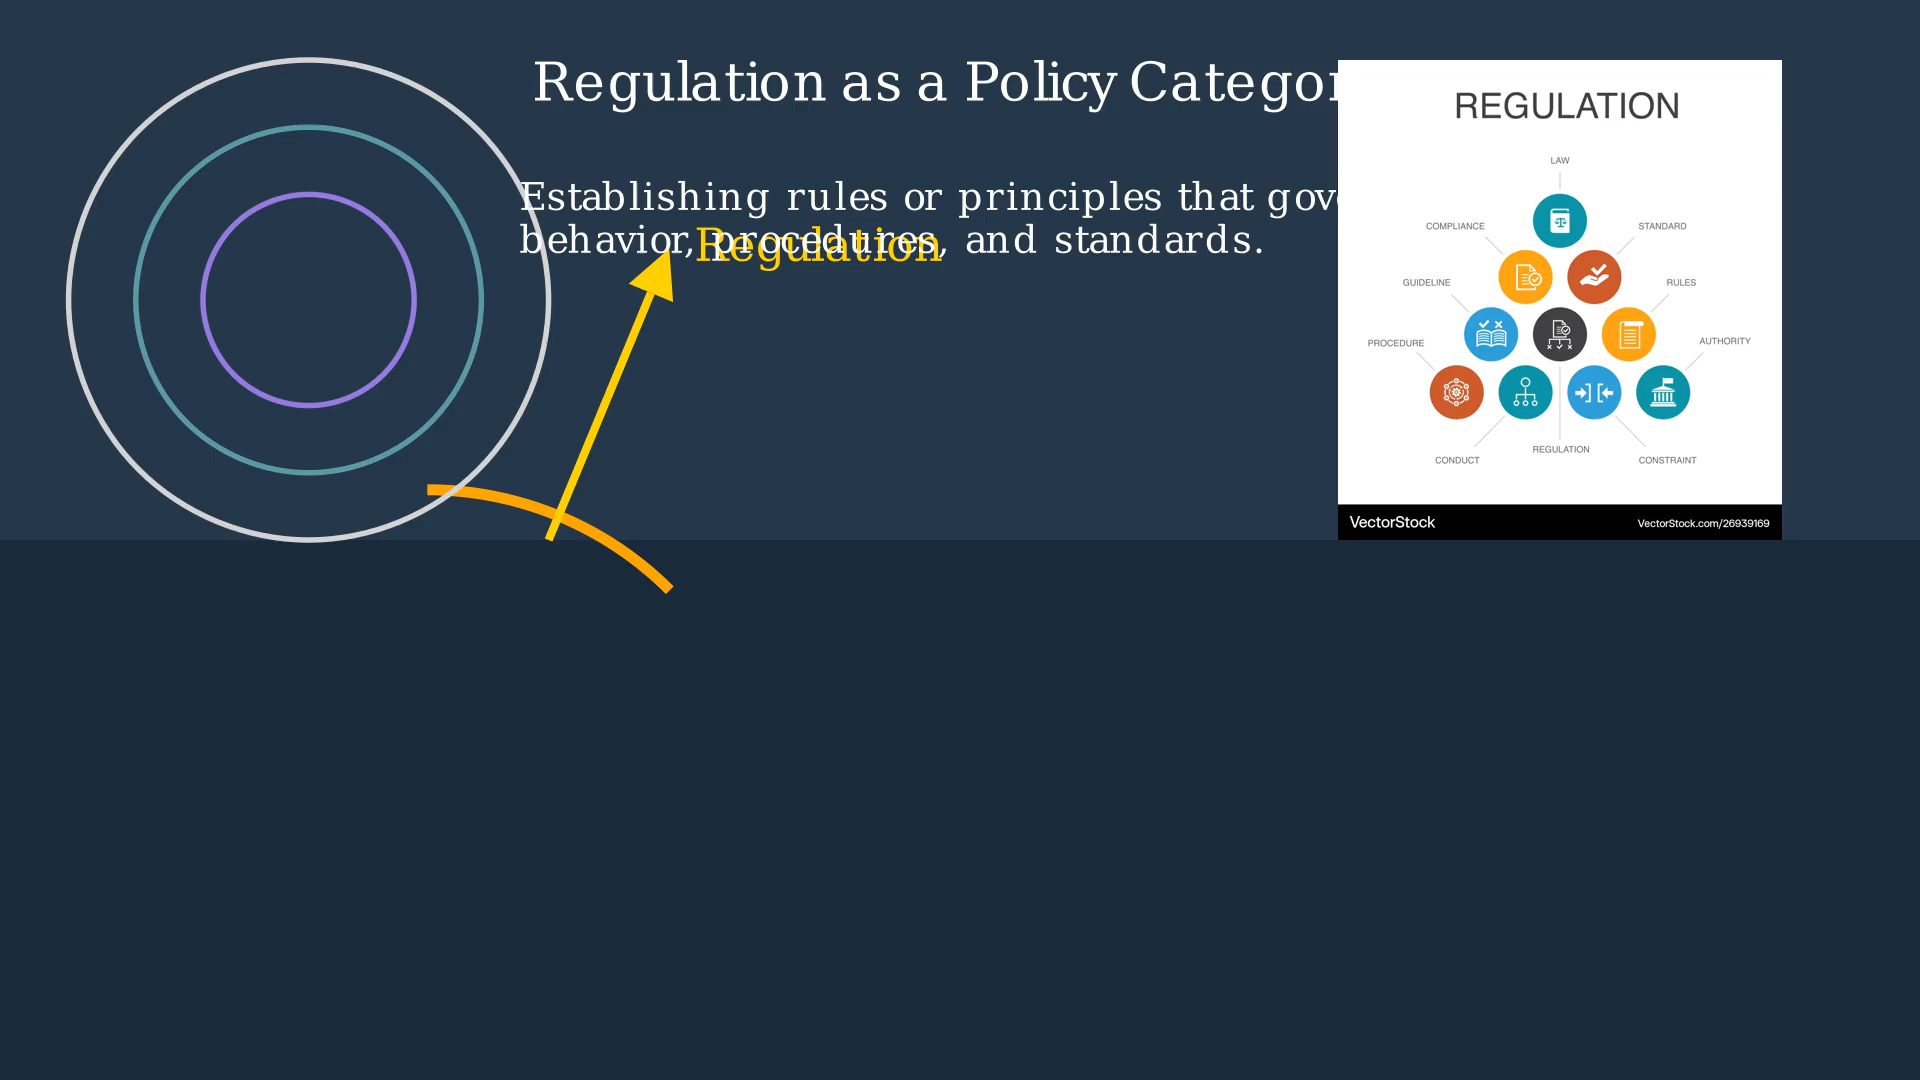 Regulation as a Policy Categor
Establishing rules or principles that gov
behavior, procedures, and standards.
Regulation
REGULATION
LAW
COMPLIANCE
STANDARD
GUIDELINE
RULES
PROCEDURE
AUTHORITY
CONDUCT
REGULATION
CONSTRAINT
VectorStock
VectorStock.com/26939169